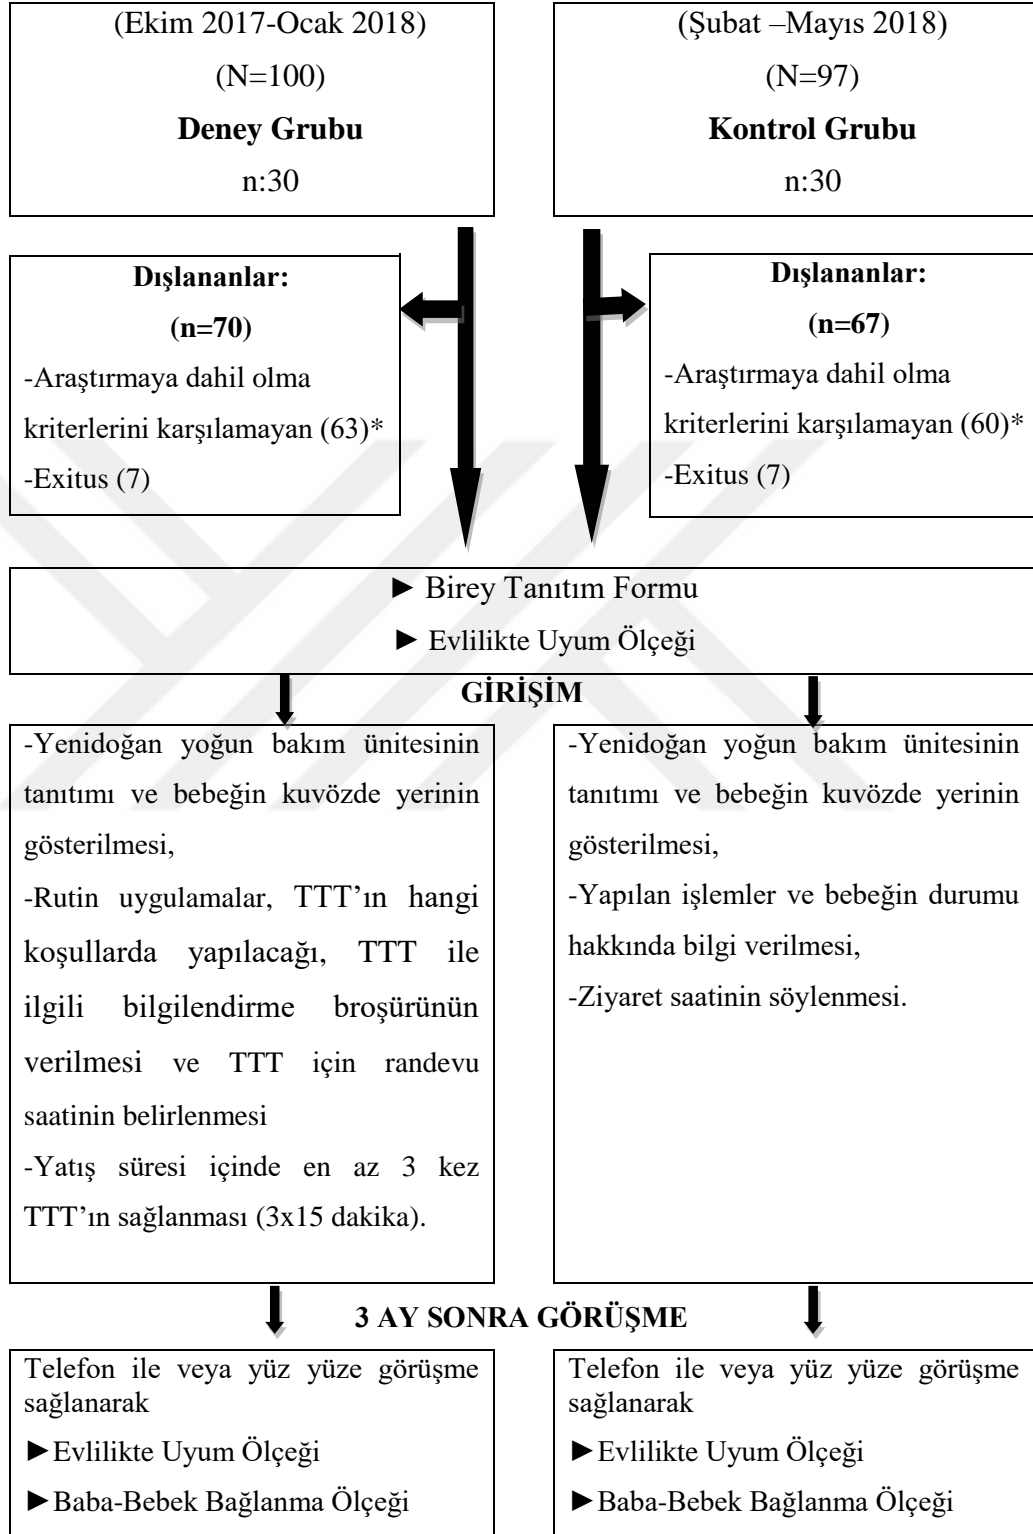 (Ekim 2017-Ocak 2018)
(N=100)
Deney Grubu
n:30
(Şubat –Mayıs 2018)
(N=97)
Kontrol Grubu
n:30
Dışlananlar:
(n=70)
-Araştırmaya dahil olma
kriterlerini karşılamayan (63)*
-Exitus (7)
Dışlananlar:
(n=67)
-Araştırmaya dahil olma
kriterlerini karşılamayan (60)*
-Exitus (7)
► Birey Tanıtım Formu
► Evlilikte Uyum Ölçeği
GİRİŞİM
-Yenidoğan yoğun bakım ünitesinin
tanıtımı ve bebeğin kuvözde yerinin
gösterilmesi,
-Rutin uygulamalar, TTT’ın hangi
koşullarda yapılacağı, TTT ile
ilgili bilgilendirme broşürünün
verilmesi ve TTT için randevu
saatinin belirlenmesi
-Yatış süresi içinde en az 3 kez
TTT’ın sağlanması (3x15 dakika).
-Yenidoğan yoğun bakım ünitesinin
tanıtımı ve bebeğin kuvözde yerinin
gösterilmesi,
-Yapılan işlemler ve bebeğin durumu
hakkında bilgi verilmesi,
-Ziyaret saatinin söylenmesi.
3 AY SONRA GÖRÜŞME
Telefon ile veya yüz yüze görüşme
sağlanarak
►Evlilikte Uyum Ölçeği
►Baba-Bebek Bağlanma Ölçeği
Telefon ile veya yüz yüze görüşme
sağlanarak
►Evlilikte Uyum Ölçeği
►Baba-Bebek Bağlanma Ölçeği